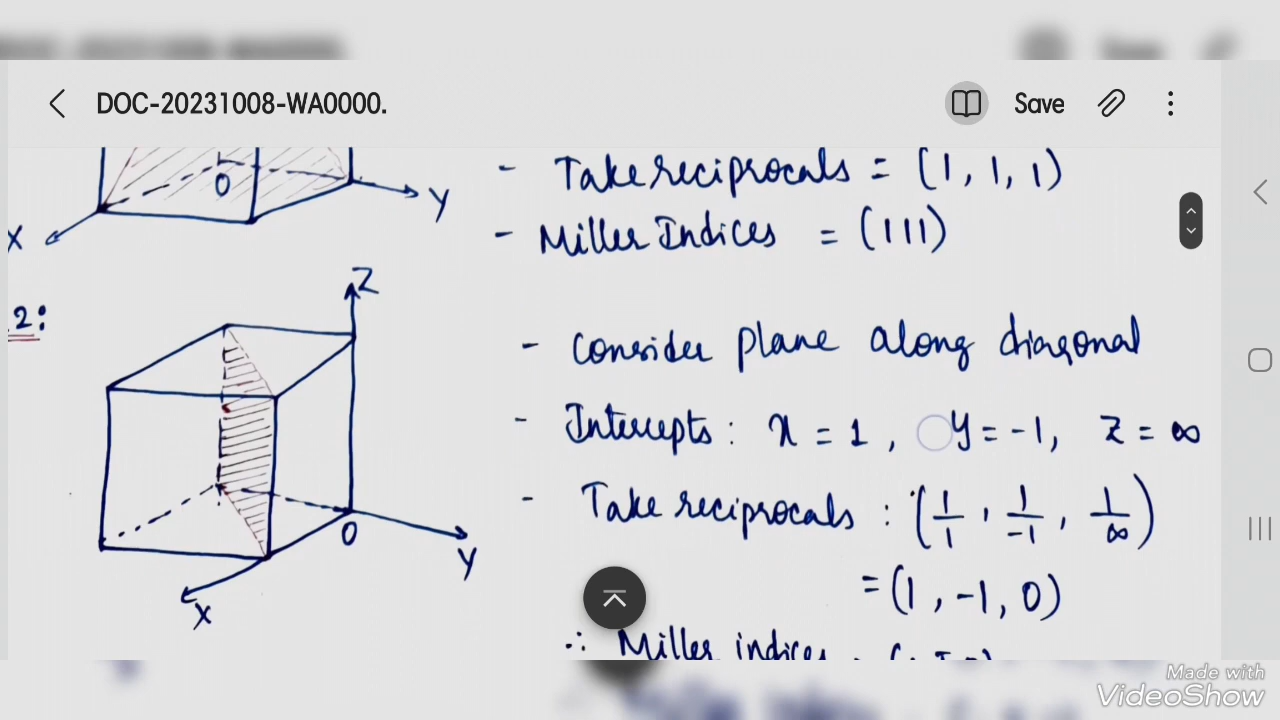 DOC-20231008-WA0000.
Save
- Take reciprocals = (1, 1, 1)
O
Y
X
- Miller Indices = (111)
Z
2:
- Consider plane along diagonal
- Intercepts: x = 1, y = -1, z = ∞
- Take reciprocals : (1/1, 1/-1, 1/∞)
O
Y
X
= (1, -1, 0)
∴ Miller indices
Made with
VideoShow